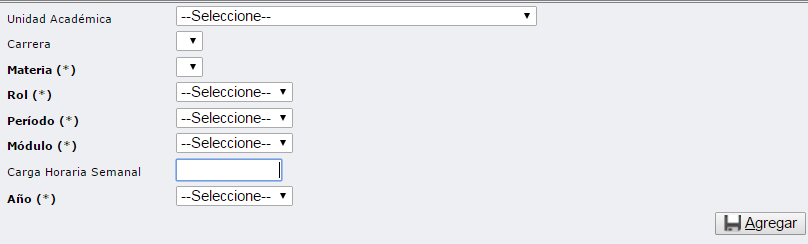 Unidad Académica --Seleccione--
Carrera
Materia (*)
Rol (*) --Seleccione--
Período (*) --Seleccione--
Módulo (*) --Seleccione--
Carga Horaria Semanal
Año (*) --Seleccione--
Agregar